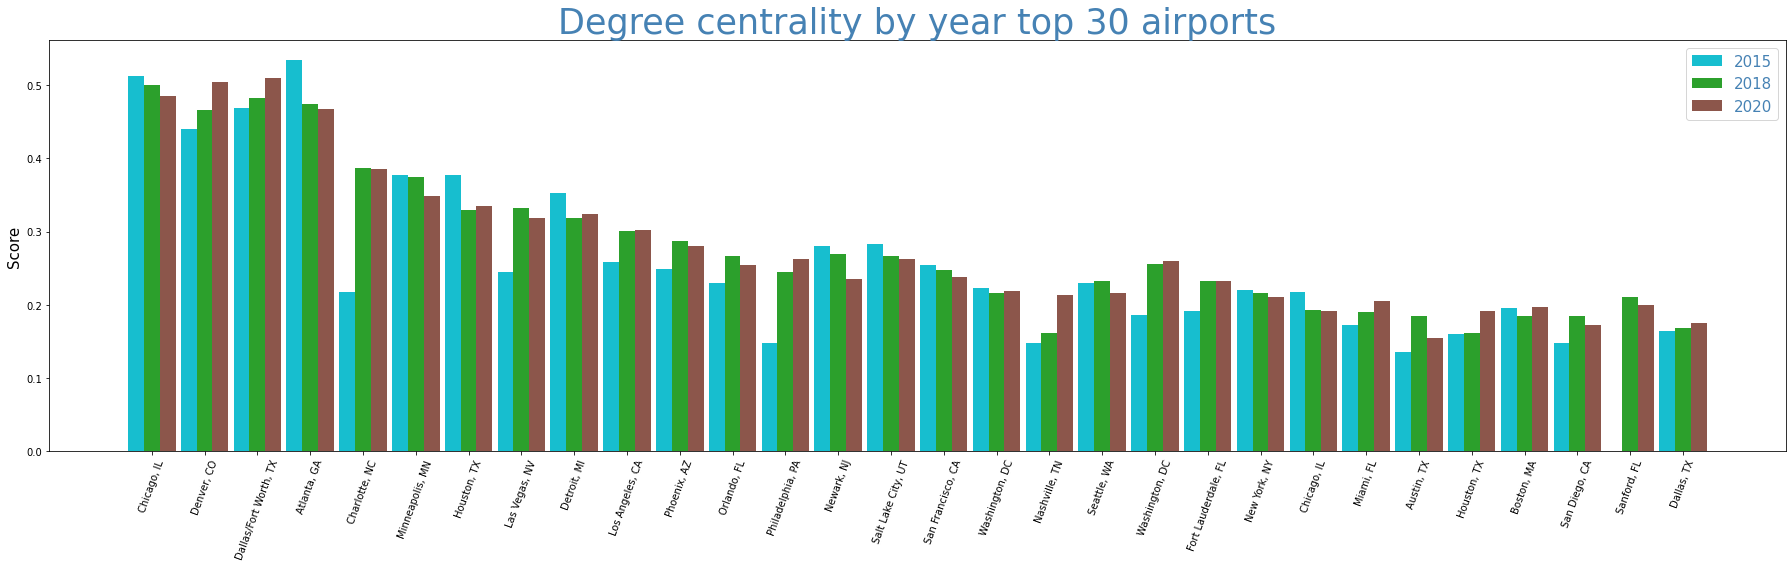 Degree centrality by year top 30 airports
2015
2018
2020
Score
0.5
0.4
0.3
0.2
0.1
0.0
Chicago, IL
Denver, CO
Dallas/Fort Worth, TX
Atlanta, GA
Charlotte, NC
Minneapolis, MN
Houston, TX
Las Vegas, NV
Detroit, MI
Los Angeles, CA
Phoenix, AZ
Orlando, FL
Philadelphia, PA
Newark, NJ
Salt Lake City, UT
San Francisco, CA
Washington, DC
Nashville, TN
Seattle, WA
Washington, DC
Fort Lauderdale, FL
New York, NY
Chicago, IL
Miami, FL
Austin, TX
Houston, TX
Boston, MA
San Diego, CA
Sanford, FL
Dallas, TX